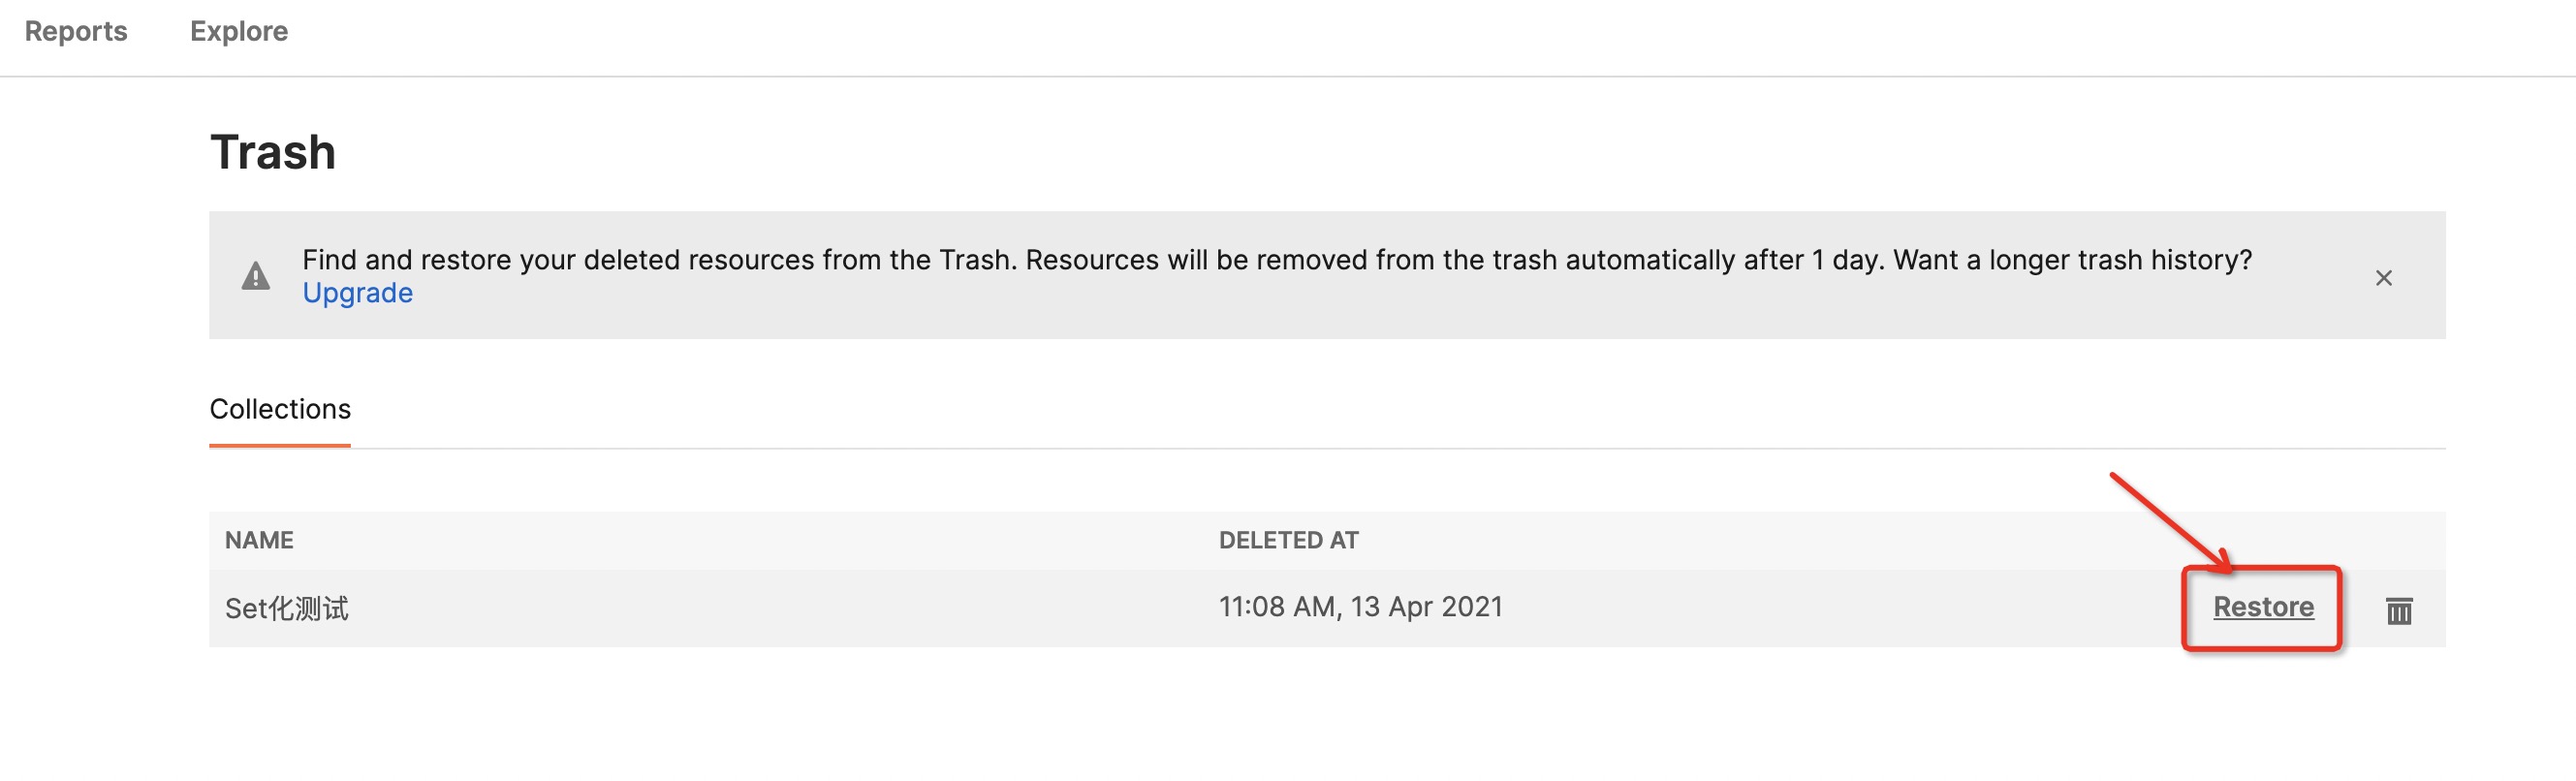 Reports Explore
Trash
Find and restore your deleted resources from the Trash. Resources will be removed from the trash automatically after 1 day. Want a longer trash history?
Upgrade
Collections
NAME DELETED AT
Set化测试 11:08 AM, 13 Apr 2021 Restore